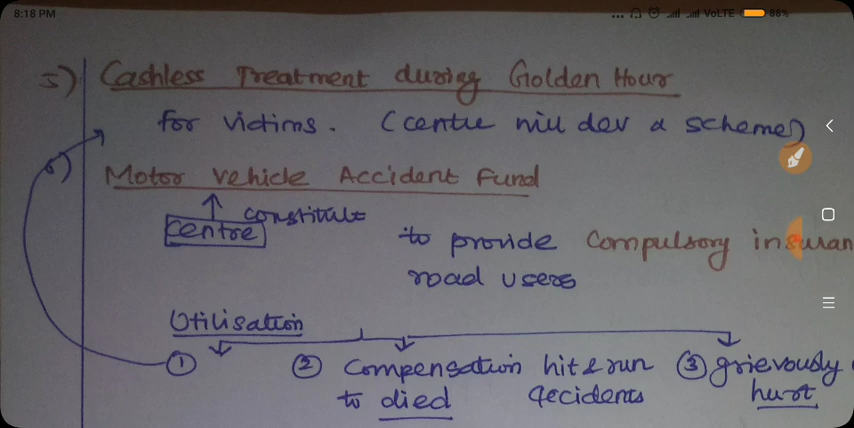 8:18 PM ... VoLTE 88%
5) Cashless Treatment during Golden Hour
for victims. (centre will dev a scheme)
6) Motor Vehicle Accident Fund
constitute
Centre
to provide Compulsory insuran
road users
Utilisation
① ② Compensation hit & run ③ grievously
to died accidents hurt